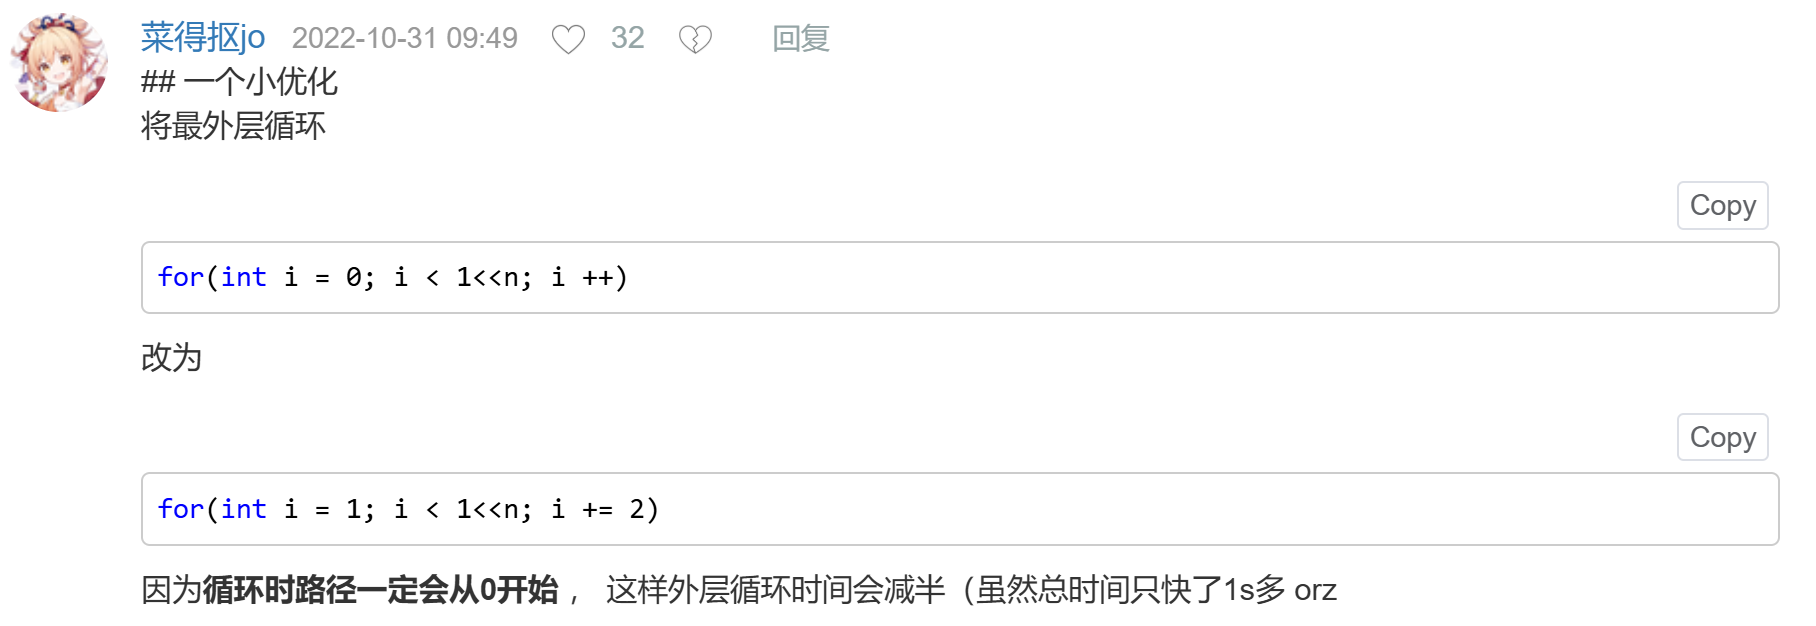 菜得抠jo 2022-10-31 09:49 32 回复
## 一个小优化
将最外层循环
Copy
for(int i = 0; i < 1<<n; i ++)
改为
Copy
for(int i = 1; i < 1<<n; i += 2)
因为循环时路径一定会从0开始 ， 这样外层循环时间会减半（虽然总时间只快了1s多 orz